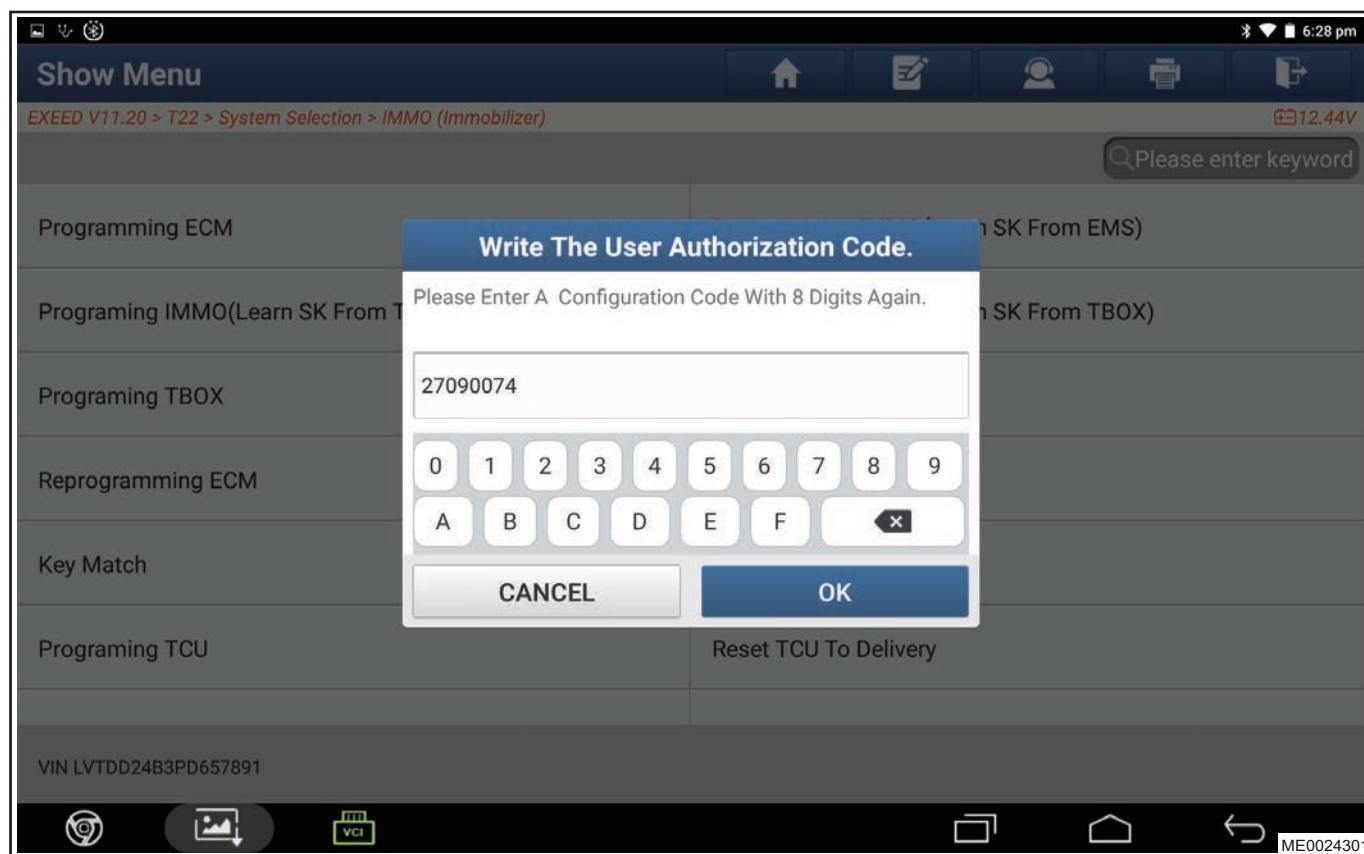 6:28 pm
Show Menu
EXEED V11.20 > T22 > System Selection > IMMO (Immobilizer)
12.44V
Please enter keyword
Programming ECM
n SK From EMS)
Write The User Authorization Code.
Please Enter A Configuration Code With 8 Digits Again.
Programing IMMO(Learn SK From T
n SK From TBOX)
27090074
Programing TBOX
0 1 2 3 4 5 6 7 8 9
Reprogramming ECM
A B C D E F
Key Match
CANCEL
OK
Programing TCU
Reset TCU To Delivery
VIN LVTDD24B3PD657891
VCI
ME0024301